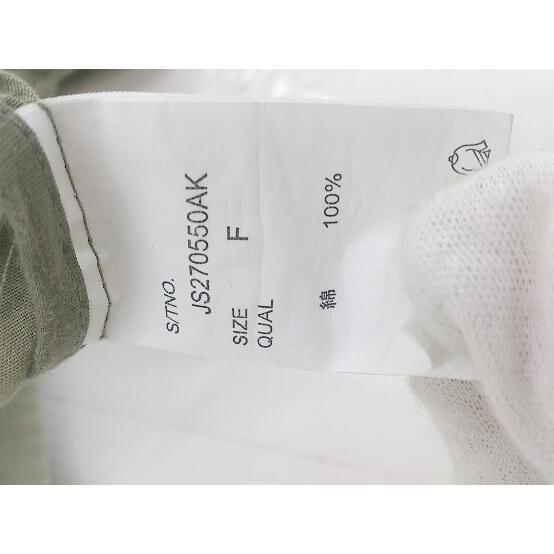 S/TNO.
JS270550AK
SIZE F
QUAL
綿 100%